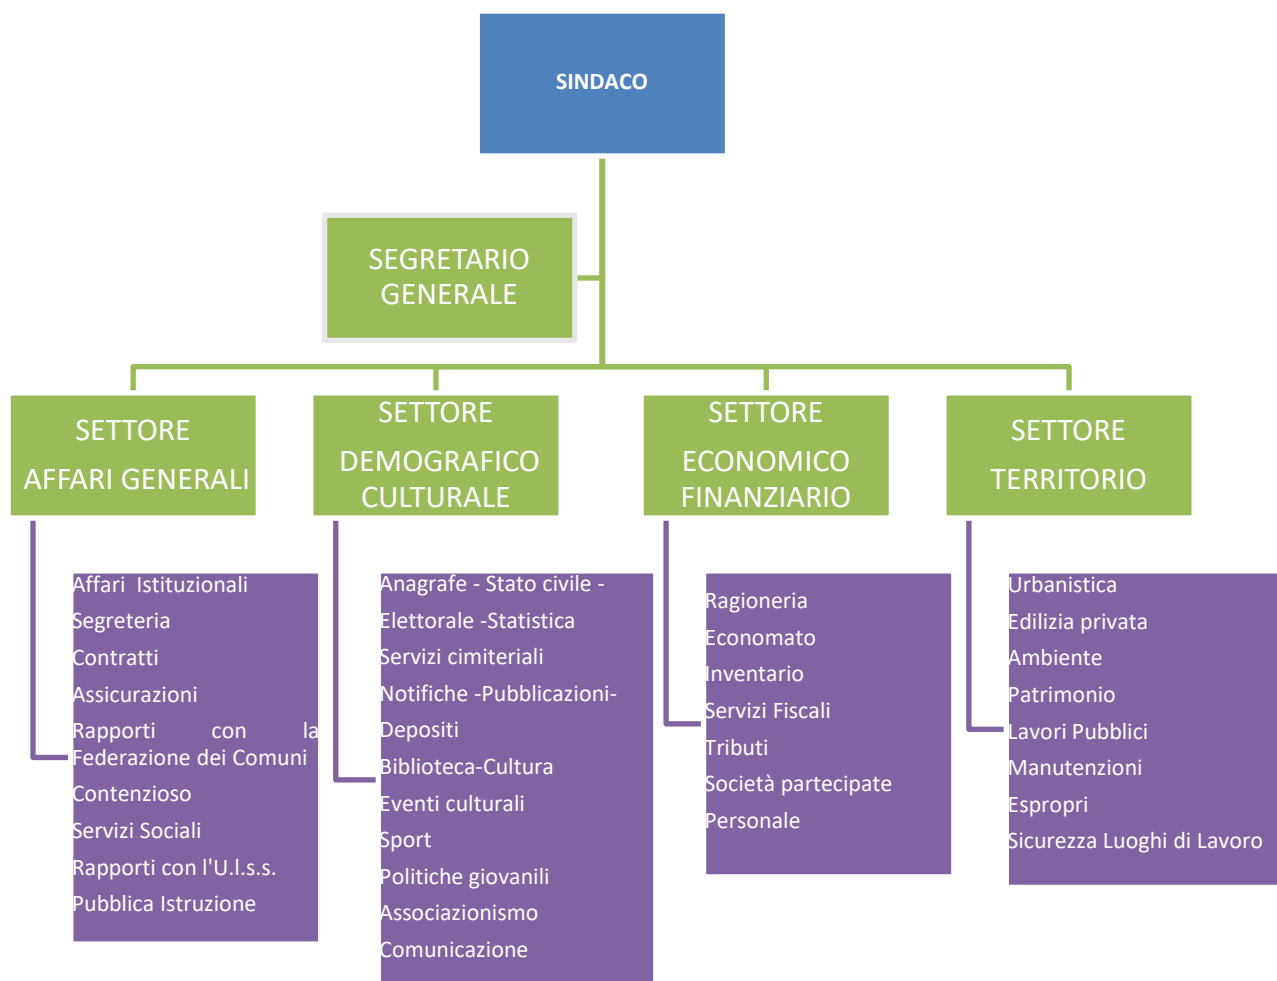 SINDACO
SEGRETARIO
GENERALE
SETTORE
AFFARI GENERALI
SETTORE
DEMOGRAFICO
CULTURALE
SETTORE
ECONOMICO
FINANZIARIO
SETTORE
TERRITORIO
Affari Istituzionali
Segreteria
Contratti
Assicurazioni
Rapporti con la
Federazione dei Comuni
Contenzioso
Servizi Sociali
Rapporti con l'U.l.s.s.
Pubblica Istruzione
Anagrafe - Stato civile -
Elettorale -Statistica
Servizi cimiteriali
Notifiche -Pubblicazioni-
Depositi
Biblioteca-Cultura
Eventi culturali
Sport
Politiche giovanili
Associazionismo
Comunicazione
Ragioneria
Economato
Inventario
Servizi Fiscali
Tributi
Società partecipate
Personale
Urbanistica
Edilizia privata
Ambiente
Patrimonio
Lavori Pubblici
Manutenzioni
Espropri
Sicurezza Luoghi di Lavoro